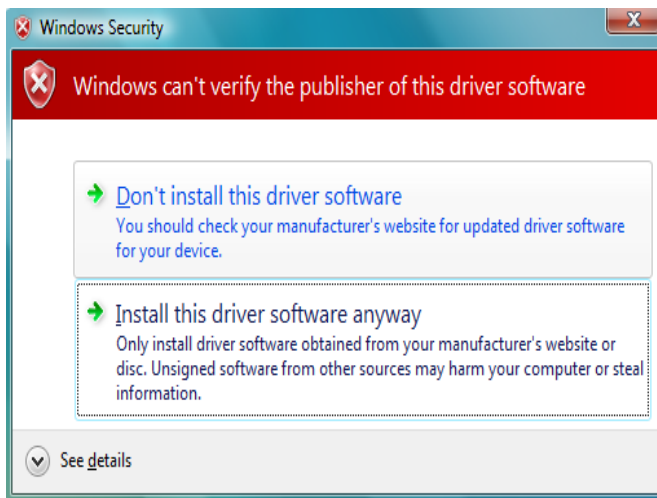 Windows Security
Windows can't verify the publisher of this driver software
Don't install this driver software
You should check your manufacturer's website for updated driver software
for your device.
Install this driver software anyway
Only install driver software obtained from your manufacturer's website or
disc. Unsigned software from other sources may harm your computer or steal
information.
See details